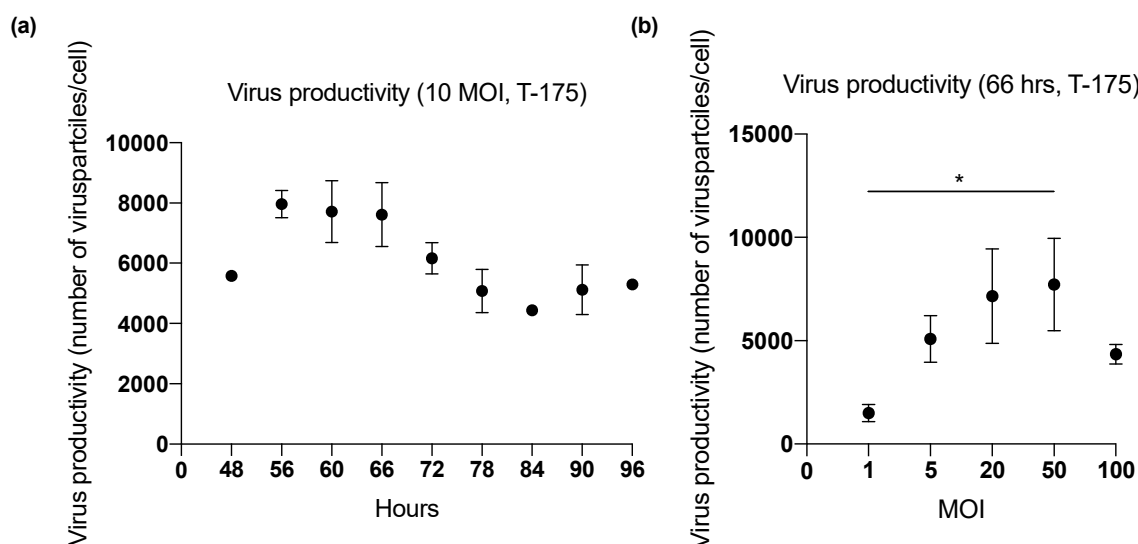 (a)
Virus productivity (10 MOI, T-175)
Virus productivity (number of viruspartciles/cell)
10000
8000
6000
4000
2000
0
0 48 56 60 66 72 78 84 90 96
Hours
(b)
Virus productivity (66 hrs, T-175)
Virus productivity (number of viruspartciles/cell)
15000
*
10000
5000
0
0 1 5 20 50 100
MOI